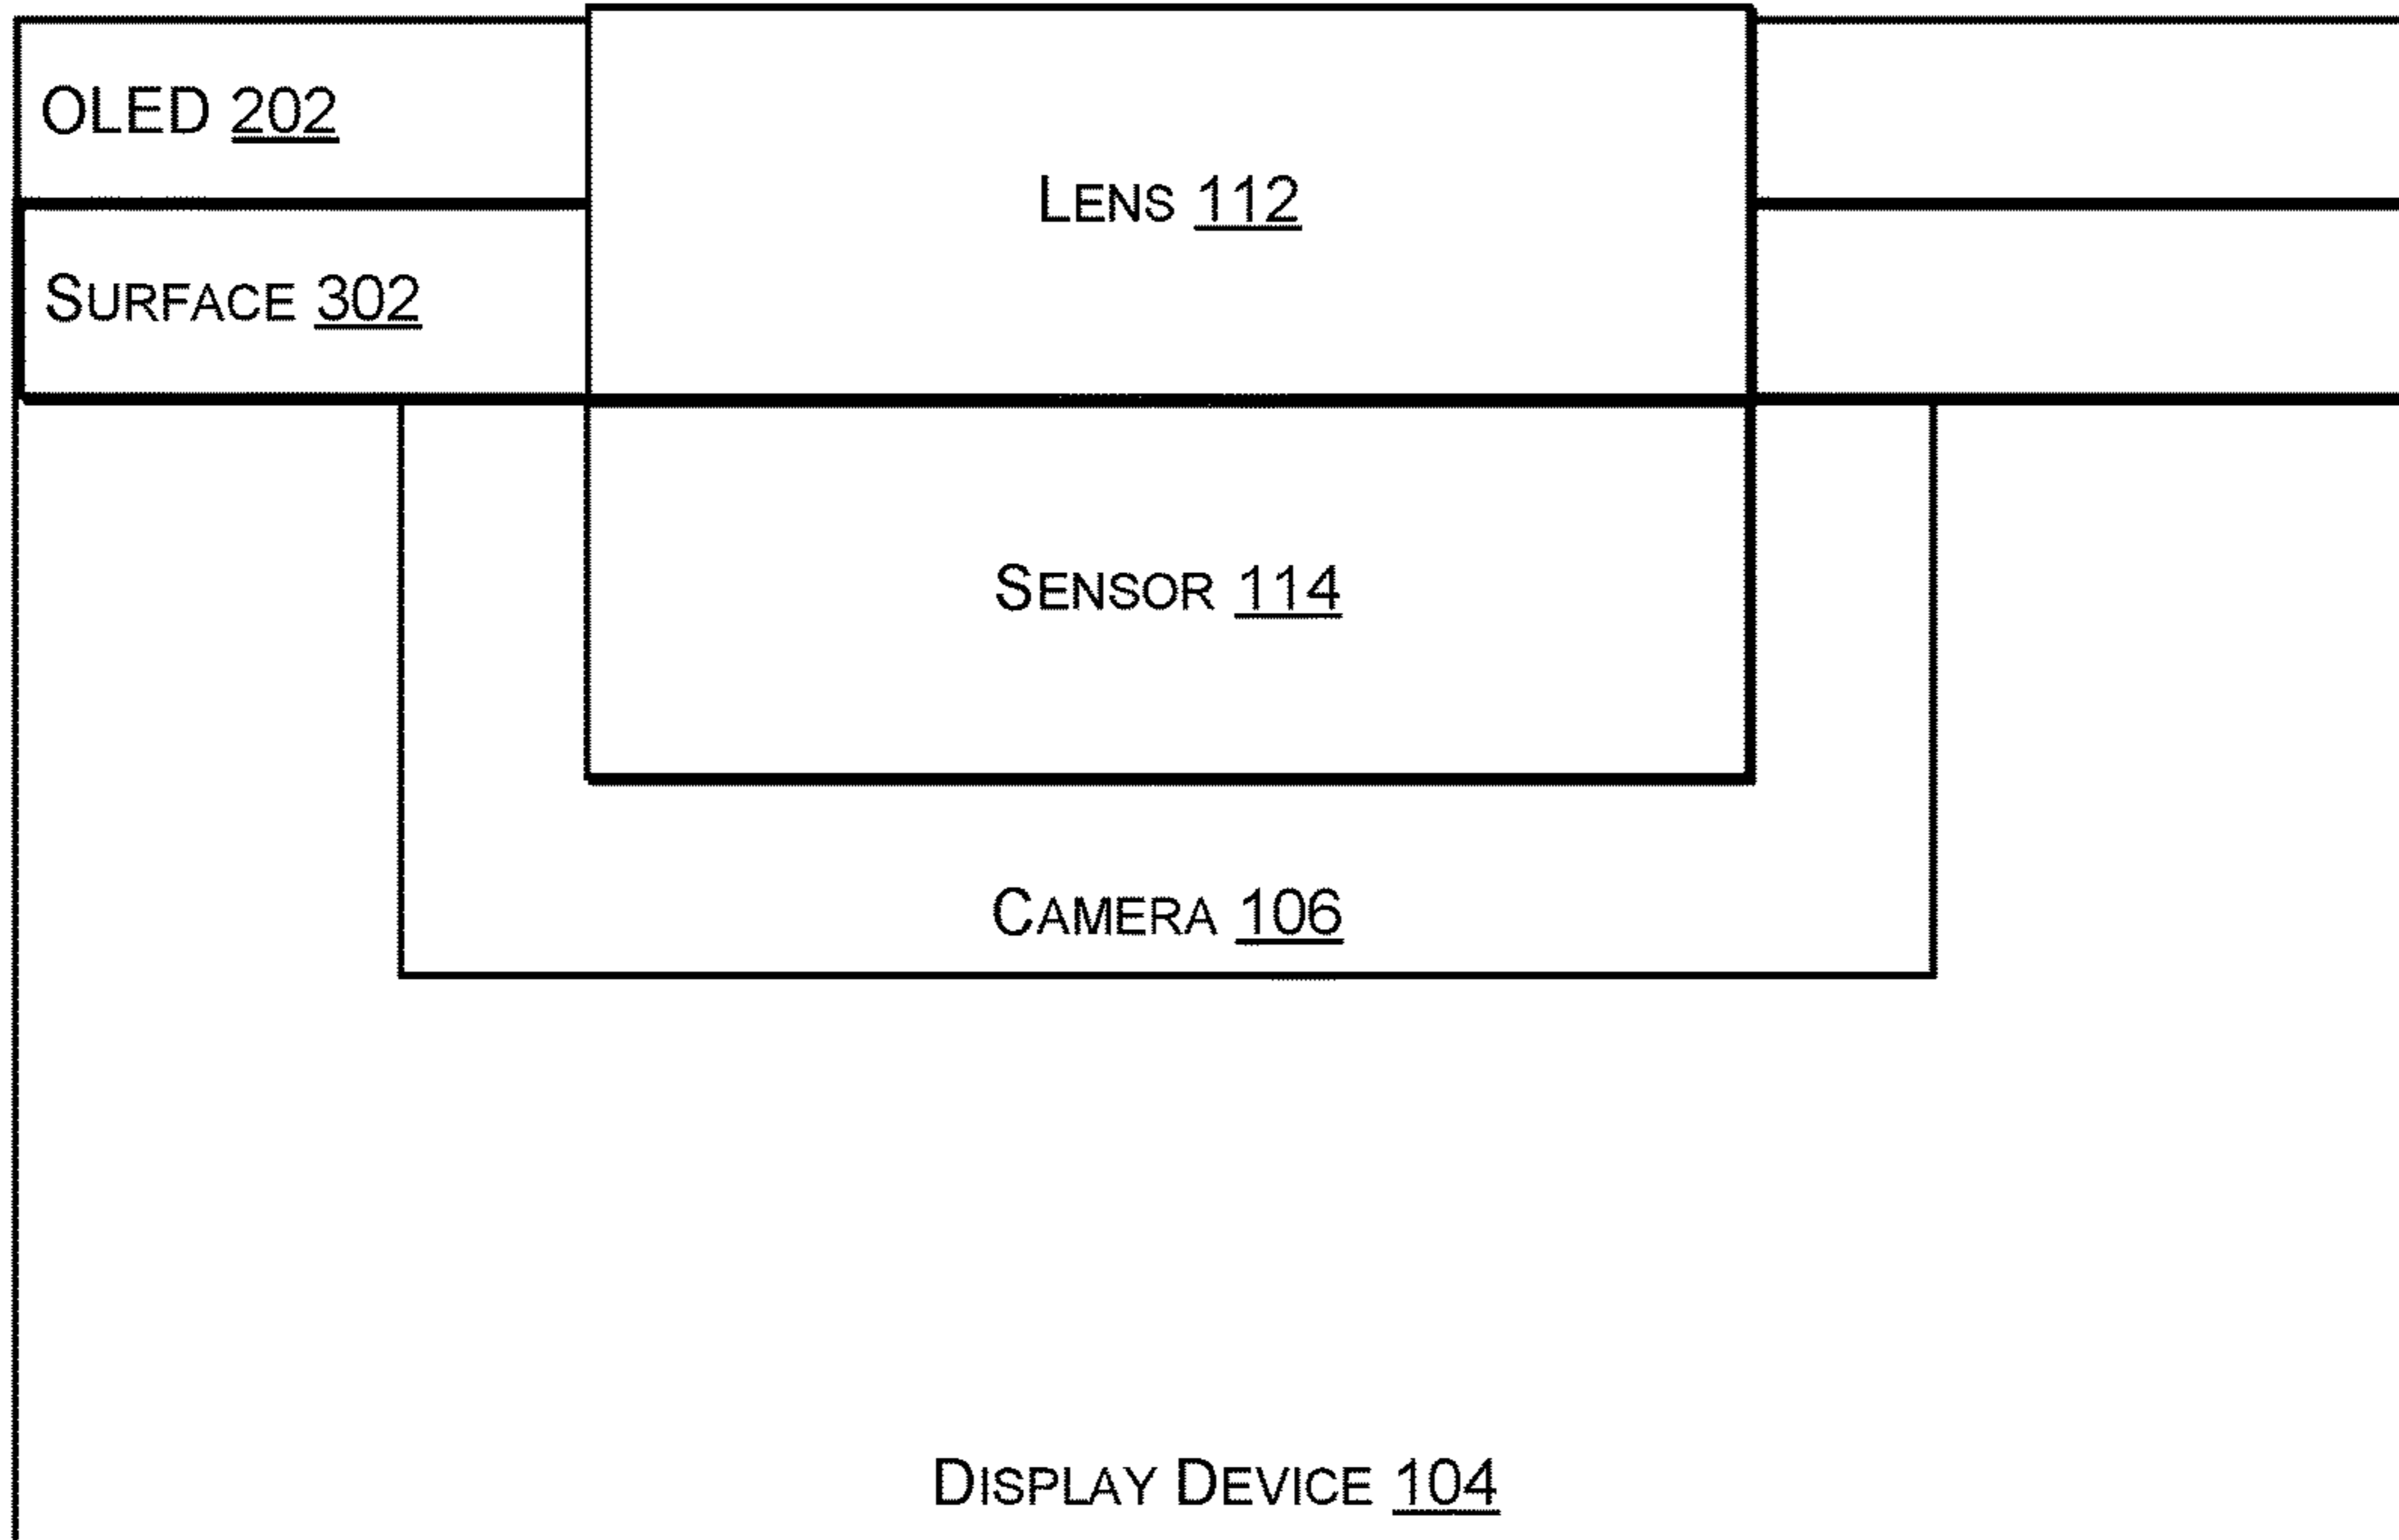 OLED 202
LENS 112
SURFACE 302
SENSOR 114
CAMERA 106
DISPLAY DEVICE 104